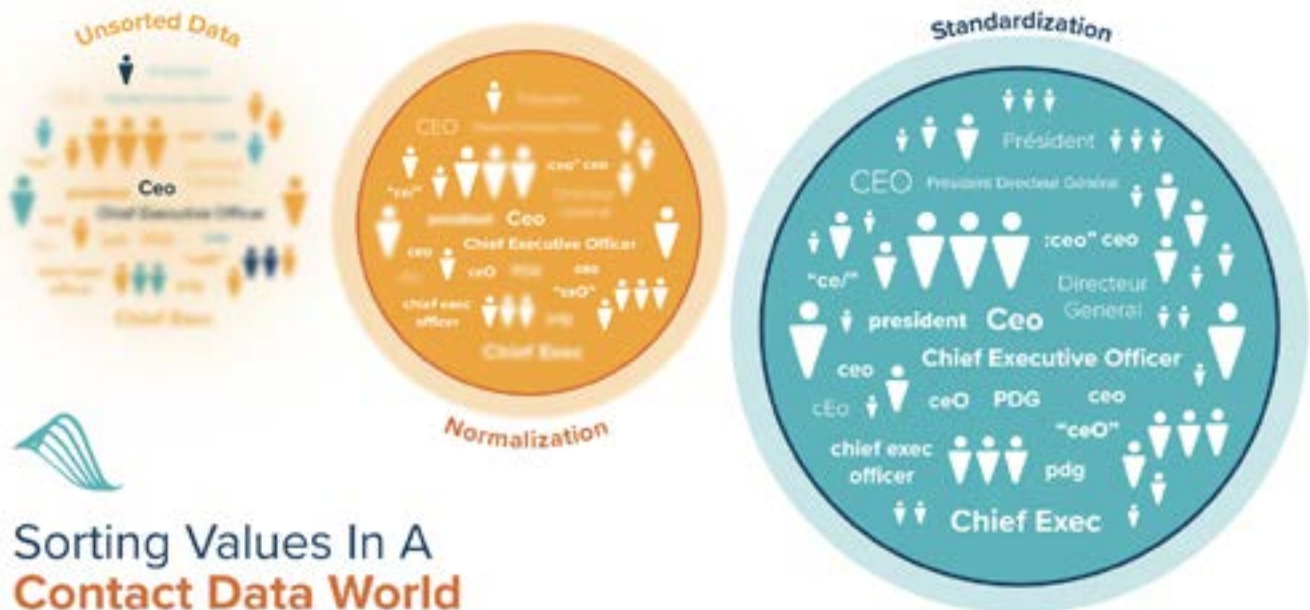 Unsorted Data
Ceo
Chief Executive Officer
Chief Exec
Normalization
CEO
:ceo" ceo
"ce/"
president
Ceo
Chief Executive Officer
ceo
ceO
ceo
"ceO"
chief exec
officer
Chief Exec
Standardization
Président
CEO
Président Directeur Général
:ceo" ceo
"ce/"
Directeur
General
president
Ceo
Chief Executive Officer
ceo
cEo
ceO
PDG
ceo
"ceO"
chief exec
officer
pdg
Chief Exec
Sorting Values In A
Contact Data World